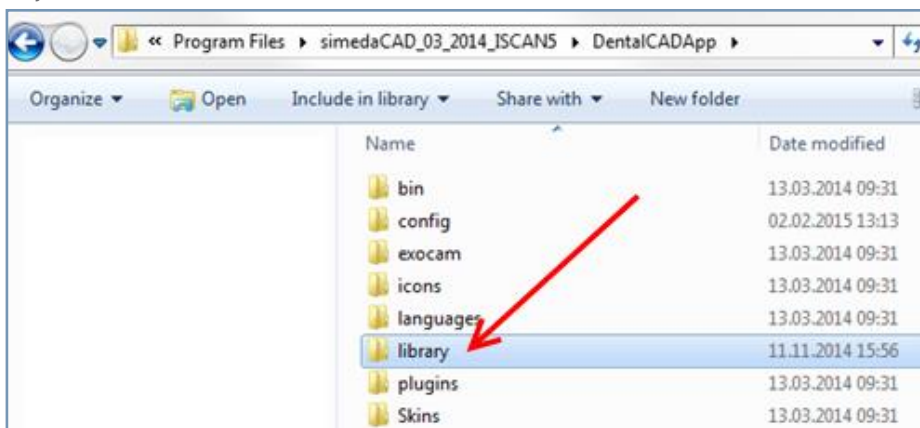 « Program Files ▸ simedaCAD_03_2014_ISCAN5 ▸ DentalCADApp ▸
Organize ▾ Open Include in library ▾ Share with ▾ New folder
Name Date modified
bin 13.03.2014 09:31
config 02.02.2015 13:13
exocam 13.03.2014 09:31
icons 13.03.2014 09:31
languages 13.03.2014 09:31
library 11.11.2014 15:56
plugins 13.03.2014 09:31
Skins 13.03.2014 09:31